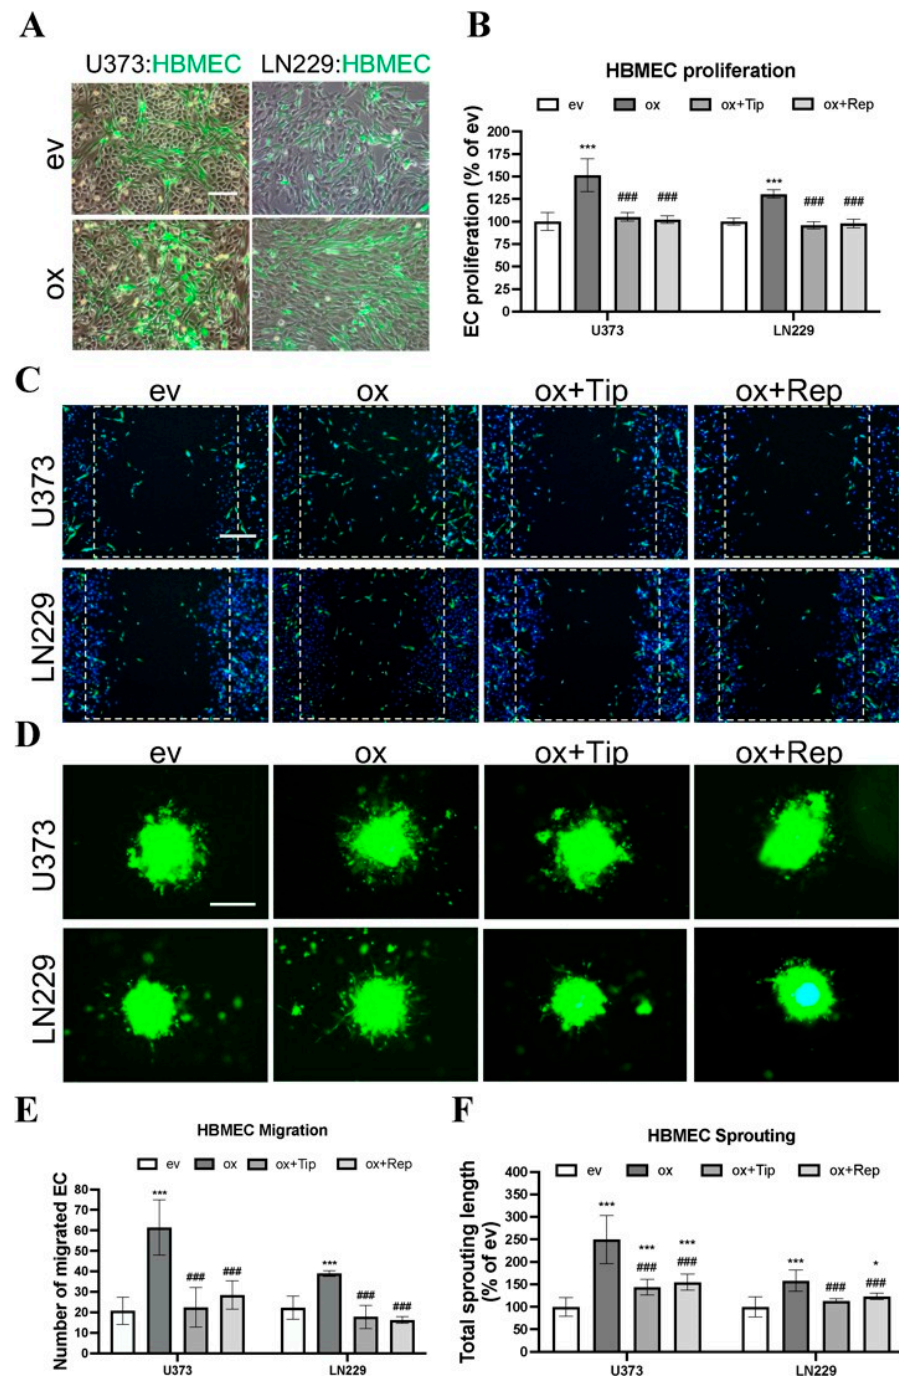 A
U373:HBMEC LN229:HBMEC
ev
ox
B
HBMEC proliferation
ev ox ox+Tip ox+Rep
EC proliferation (% of ev)
200
175
150
125
100
75
50
25
0
*** ### ### *** ### ###
U373 LN229
C
ev ox ox+Tip ox+Rep
U373
LN229
D
ev ox ox+Tip ox+Rep
U373
LN229
E
HBMEC Migration
ev ox ox+Tip ox+Rep
Number of migrated EC
80
70
60
50
40
30
20
10
0
*** ### ### *** ### ###
U373 LN229
F
HBMEC Sprouting
ev ox ox+Tip ox+Rep
Total sprouting length
(% of ev)
400
350
300
250
200
150
100
50
0
*** *** *** *** *
### ### ### ###
U373 LN229